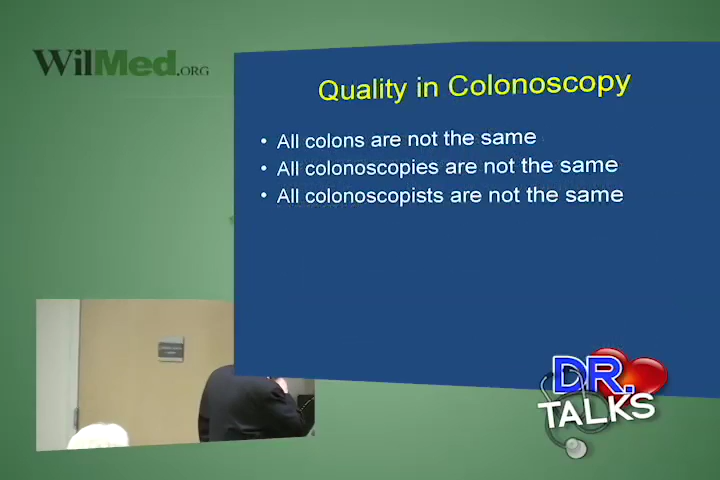 WilMed.ORG
Quality in Colonoscopy
• All colons are not the same
• All colonoscopies are not the same
• All colonoscopists are not the same
DR.
TALKS